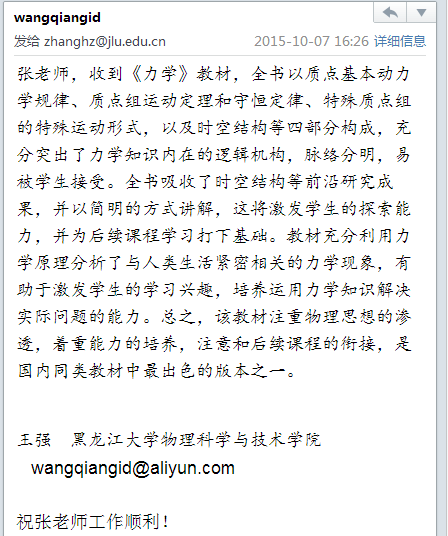 wangqiangid
发给 zhanghz@jlu.edu.cn 2015-10-07 16:26 详细信息
张老师，收到《力学》教材，全书以质点基本动力
学规律、质点组运动定理和守恒定律、特殊质点组
的特殊运动形式，以及时空结构等四部分构成，充
分突出了力学知识内在的逻辑机构，脉络分明，易
被学生接受。全书吸收了时空结构等前沿研究成
果，并以简明的方式讲解，这将激发学生的探索能
力，并为后续课程学习打下基础。教材充分利用力
学原理分析了与人类生活紧密相关的力学现象，有
助于激发学生的学习兴趣，培养运用力学知识解决
实际问题的能力。总之，该教材注重物理思想的渗
透，着重能力的培养，注意和后续课程的衔接，是
国内同类教材中最出色的版本之一。
王强 黑龙江大学物理科学与技术学院
wangqiangid@aliyun.com
祝张老师工作顺利！